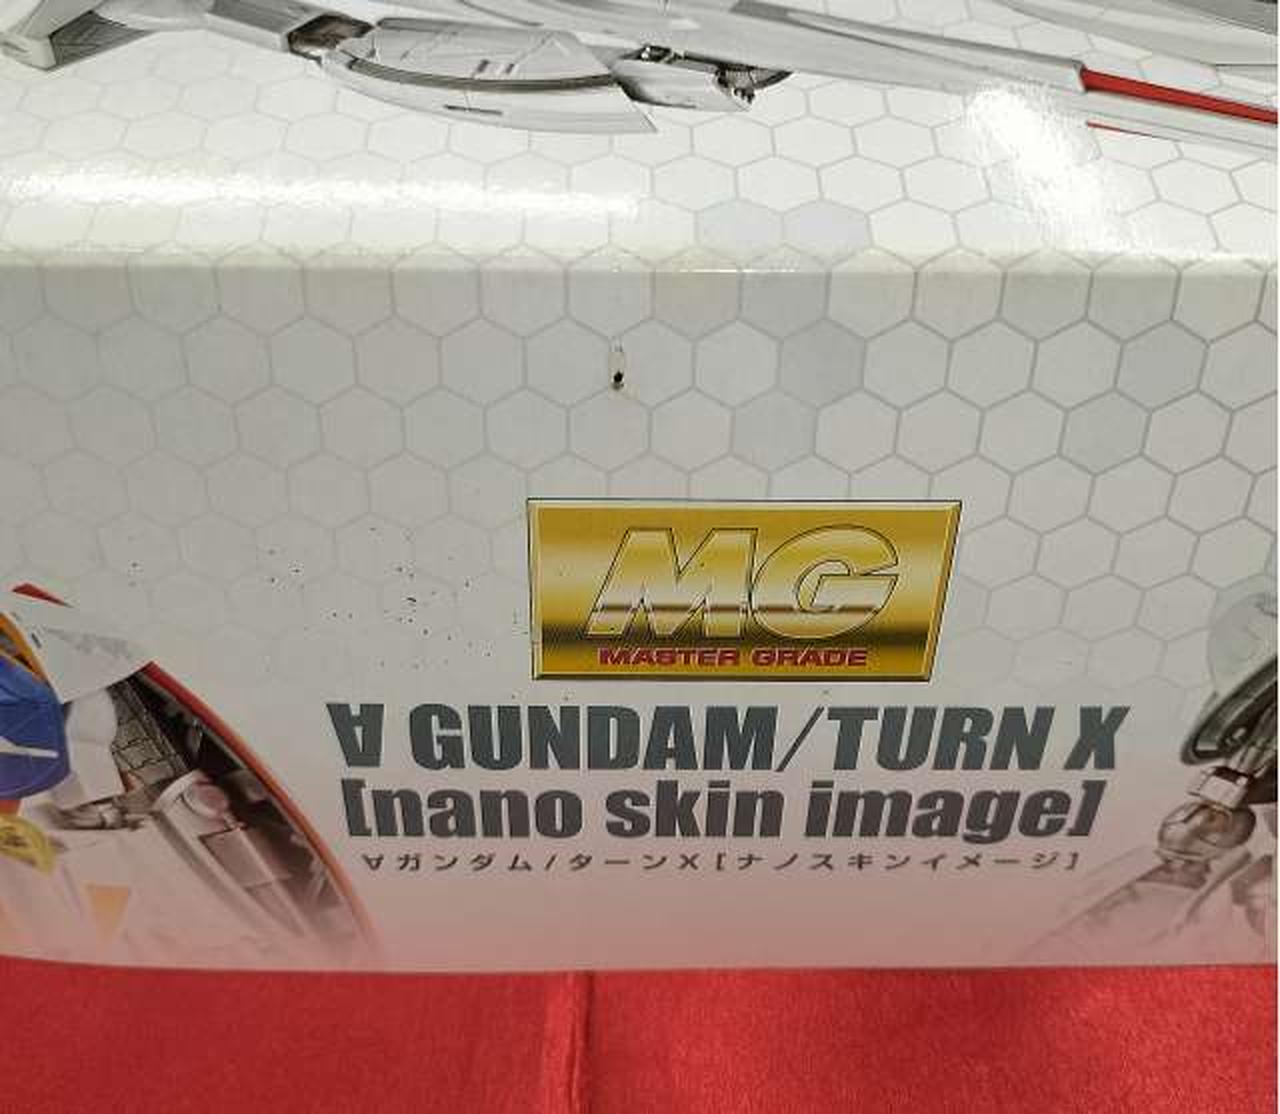 MG
MASTER GRADE
∀ GUNDAM/TURN X
[nano skin image]
∀ガンダム/ターンX[ナノスキンイメージ]